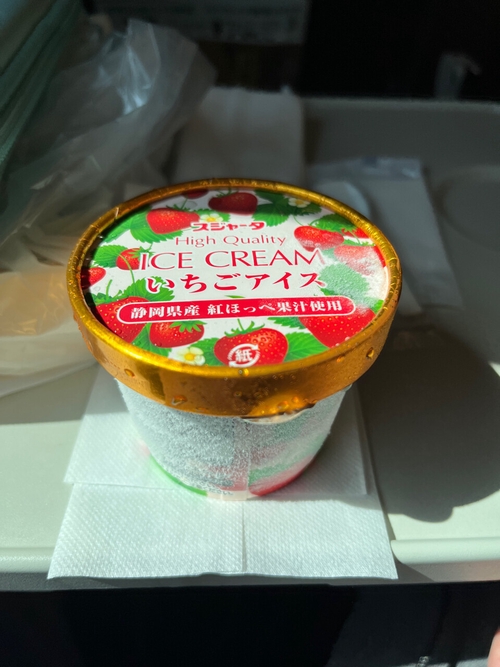 スジャータ
High Quality
ICE CREAM
いちごアイス
静岡県産 紅ほっぺ果汁使用
紙